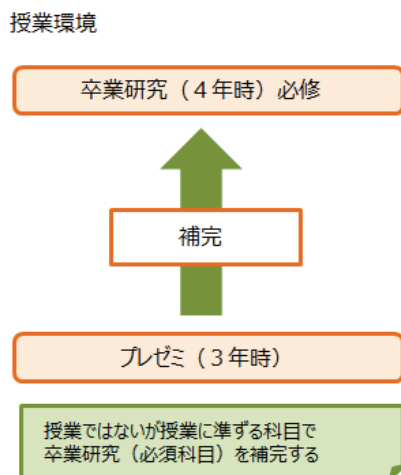 授業環境
卒業研究（４年時）必修
補完
プレゼミ（３年時）
授業ではないが授業に準ずる科目で
卒業研究（必須科目）を補完する